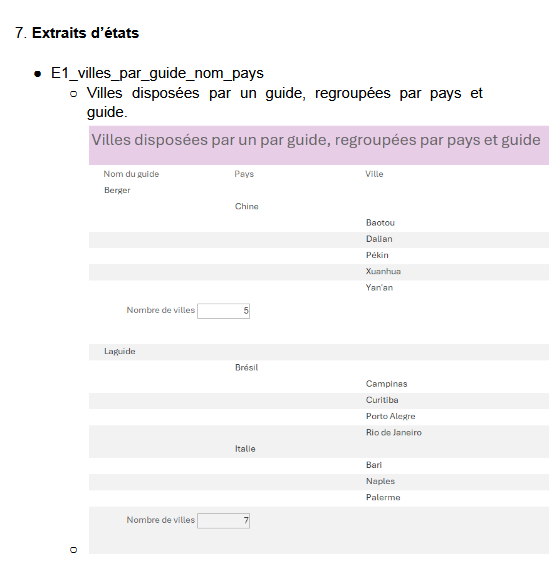 7. Extraits d'états
● E1_villes_par_guide_nom_pays
○ Villes disposées par un guide, regroupées par pays et
guide.
Villes disposées par un par guide, regroupées par pays et guide
Nom du guide Pays Ville
Berger
Chine
Baotou
Dalian
Pékin
Xuanhua
Yan'an
Nombre de villes 5
Laguide
Brésil
Campinas
Curitiba
Porto Alegre
Rio de Janeiro
Italie
Bari
Naples
Palerme
Nombre de villes 7
○